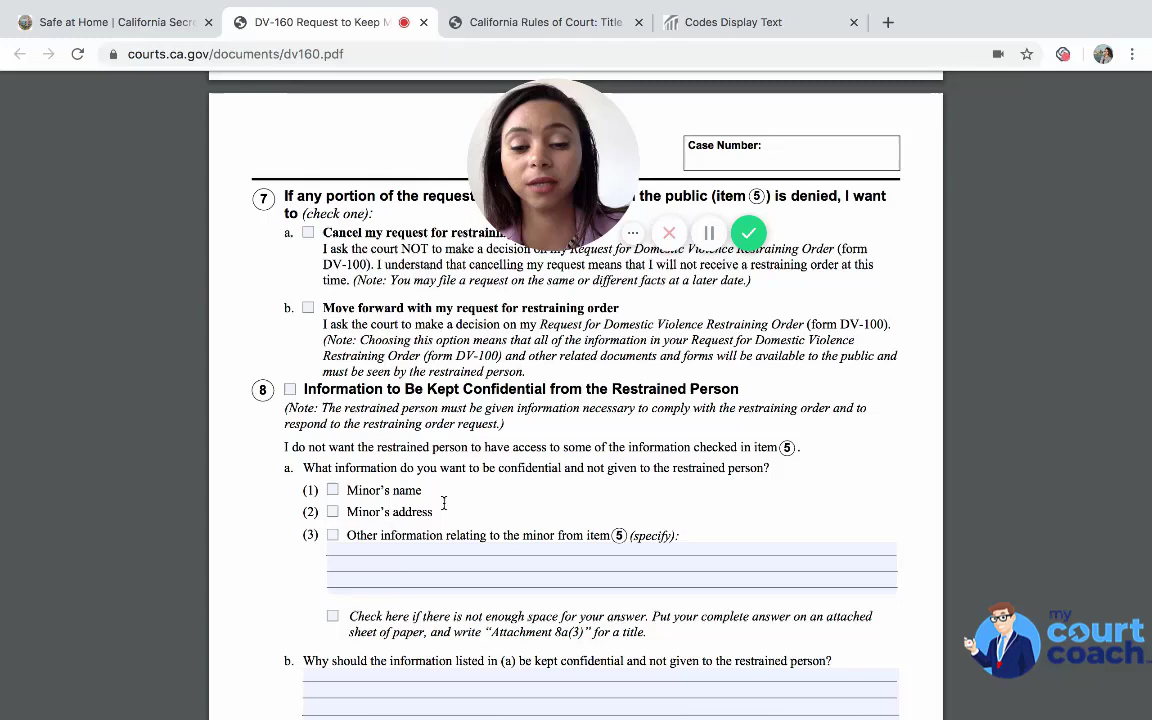 Safe at Home | California Secre
DV-160 Request to Keep M
California Rules of Court: Title
Codes Display Text
courts.ca.gov/documents/dv160.pdf
Case Number:
7 If any portion of the request the public (item 5) is denied, I want
to (check one):
a. Cancel my request for restrain
I ask the court NOT to make a decision on my Request for Domestic Violence Restraining Order (form
DV-100). I understand that cancelling my request means that I will not receive a restraining order at this
time. (Note: You may file a request on the same or different facts at a later date.)
b. Move forward with my request for restraining order
I ask the court to make a decision on my Request for Domestic Violence Restraining Order (form DV-100).
(Note: Choosing this option means that all of the information in your Request for Domestic Violence
Restraining Order (form DV-100) and other related documents and forms will be available to the public and
must be seen by the restrained person.
8 Information to Be Kept Confidential from the Restrained Person
(Note: The restrained person must be given information necessary to comply with the restraining order and to
respond to the restraining order request.)
I do not want the restrained person to have access to some of the information checked in item 5.
a. What information do you want to be confidential and not given to the restrained person?
(1) Minor's name
(2) Minor's address
(3) Other information relating to the minor from item 5 (specify):
Check here if there is not enough space for your answer. Put your complete answer on an attached
sheet of paper, and write "Attachment 8a(3)" for a title.
b. Why should the information listed in (a) be kept confidential and not given to the restrained person?
my
court
coach